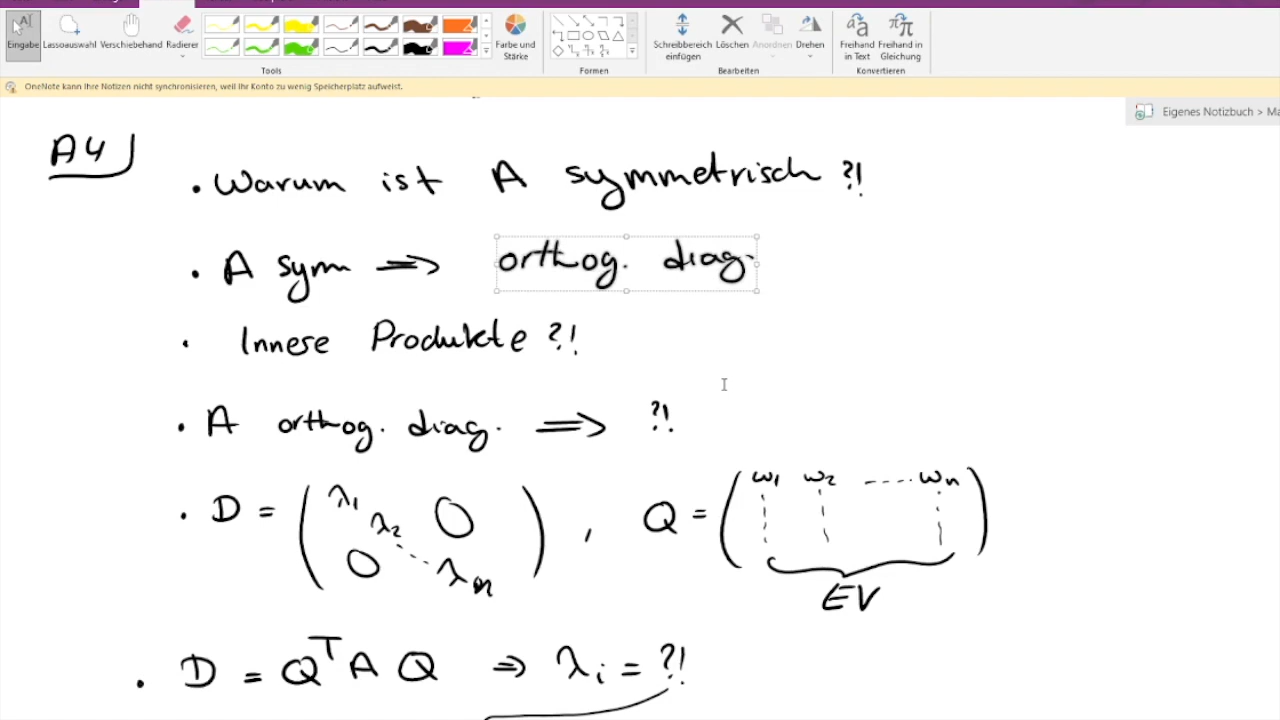 Eingabe Lassoauswahl Verschiebehand Radierer Farbe und Stärke Schreibbereich einfügen Löschen Anordnen Drehen Freihand in Text Freihand in Gleichung
Tools Formen Bearbeiten Konvertieren
OneNote kann Ihre Notizen nicht synchronisieren, weil Ihr Konto zu wenig Speicherplatz aufweist.
Eigenes Notizbuch > Ma
A4
• Warum ist A symmetrisch ?!
• A sym ⇒ orthog. diag.
• Innere Produkte ?!
• A orthog. diag. ⇒ ?!
• D = ( λ1 λ2 0 0 λn ) , Q = ( w1 w2 ---- wn )
EV
• D = Q^T A Q ⇒ λi = ?!